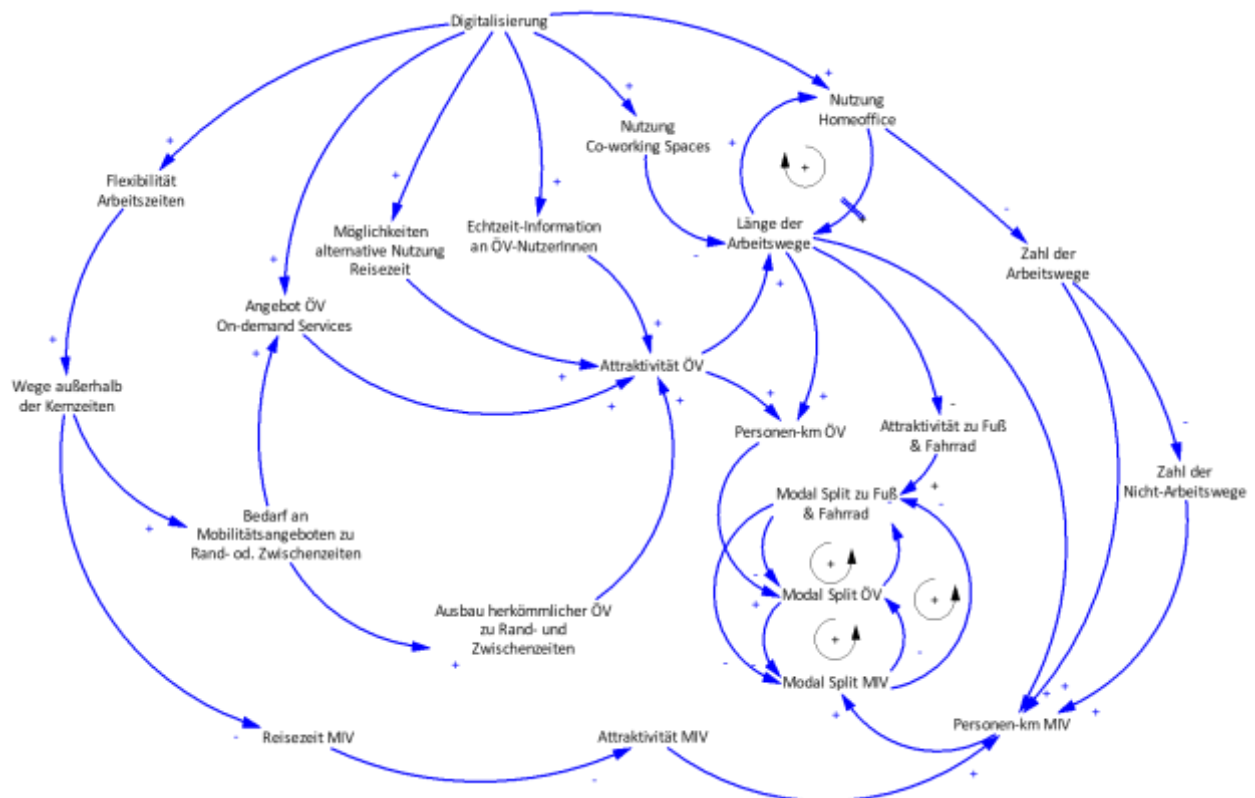 Digitalisierung
Nutzung
Homeoffice
Nutzung
Co-working Spaces
Flexibilität
Arbeitszeiten
Möglichkeiten
alternative Nutzung
Reisezeit
Echtzeit-Information
an ÖV-NutzerInnen
Länge der
Arbeitswege
Zahl der
Arbeitswege
Angebot ÖV
On-demand Services
Attraktivität ÖV
Wege außerhalb
der Kernzeiten
Personen-km ÖV
Attraktivität zu Fuß
& Fahrrad
Zahl der
Nicht-Arbeitswege
Modal Split zu Fuß
& Fahrrad
Bedarf an
Mobilitätsangeboten zu
Rand- od. Zwischenzeiten
Modal Split ÖV
Ausbau herkömmlicher ÖV
zu Rand- und
Zwischenzeiten
Modal Split MIV
Personen-km MIV
Reisezeit MIV
Attraktivität MIV